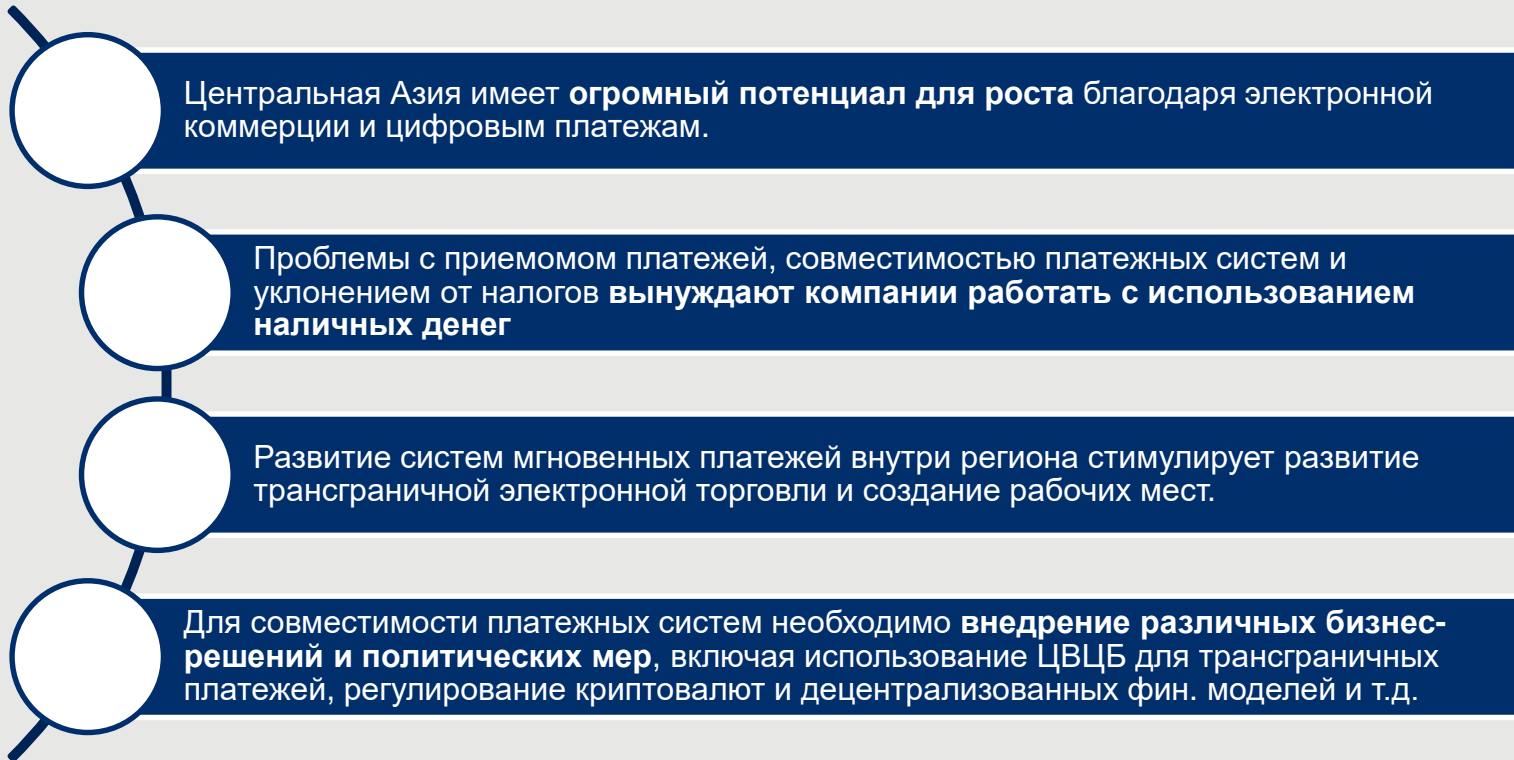 Центральная Азия имеет огромный потенциал для роста благодаря электронной
коммерции и цифровым платежам.
Проблемы с приемомом платежей, совместимостью платежных систем и
уклонением от налогов вынуждают компании работать с использованием
наличных денег
Развитие систем мгновенных платежей внутри региона стимулирует развитие
трансграничной электронной торговли и создание рабочих мест.
Для совместимости платежных систем необходимо внедрение различных бизнес-
решений и политических мер, включая использование ЦВЦБ для трансграничных
платежей, регулирование криптовалют и децентрализованных фин. моделей и т.д.